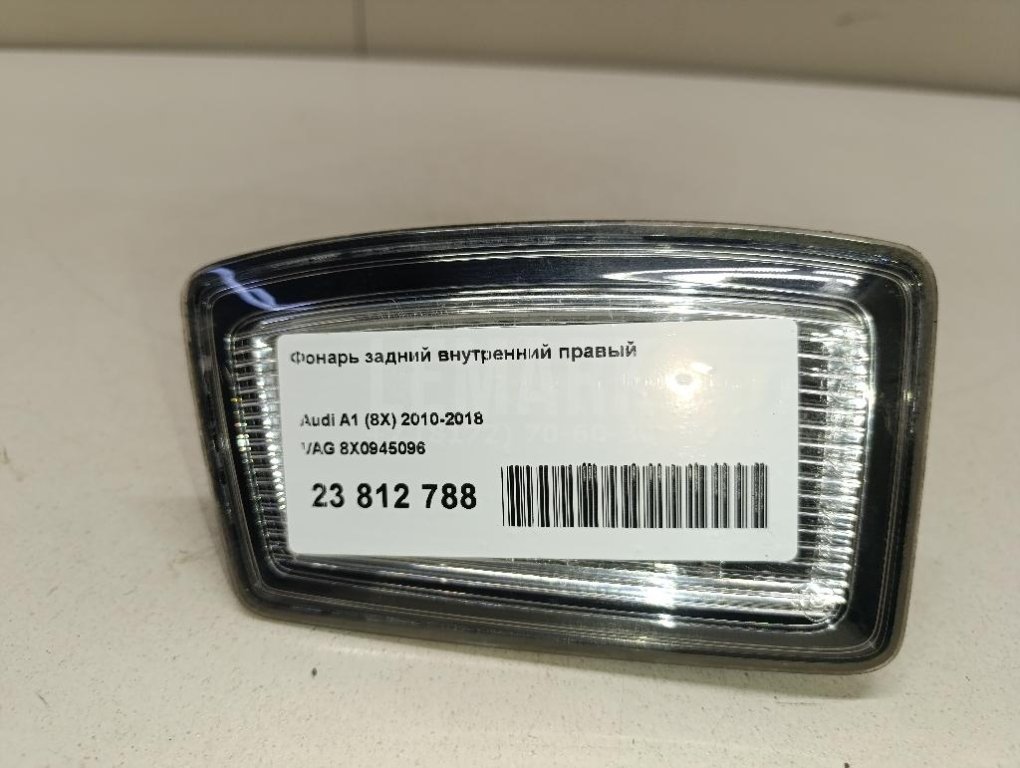 Фонарь задний внутренний правый
Audi A1 (8X) 2010-2018
VAG 8X0945096
23 812 788